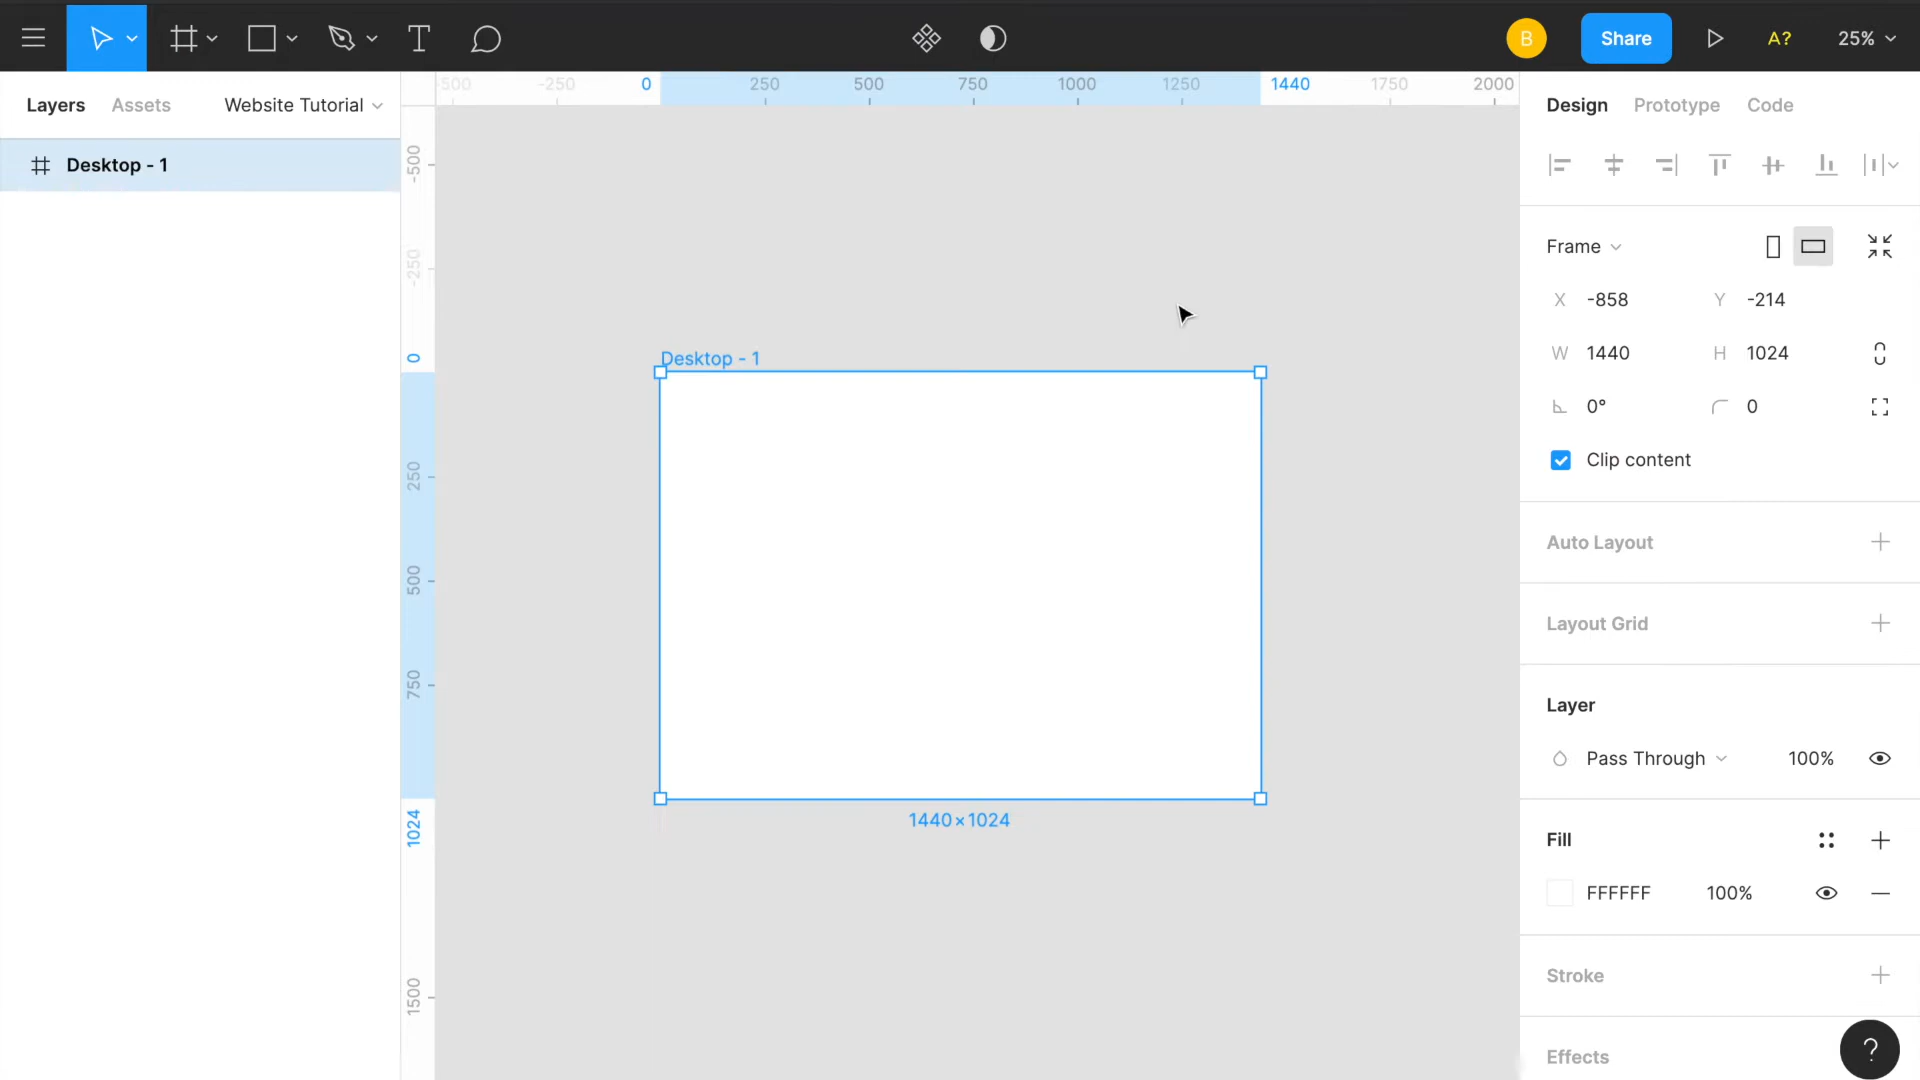 B
Share
A?
25%
Layers
Assets
Website Tutorial
-500
-250
0
250
500
750
1000
1250
1440
1750
2000
Design
Prototype
Code
Desktop - 1
-500
-250
0
250
500
750
1024
1500
Desktop - 1
1440×1024
Frame
X -858
Y -214
W 1440
H 1024
0°
0
Clip content
Auto Layout
Layout Grid
Layer
Pass Through
100%
Fill
FFFFFF
100%
Stroke
Effects
?